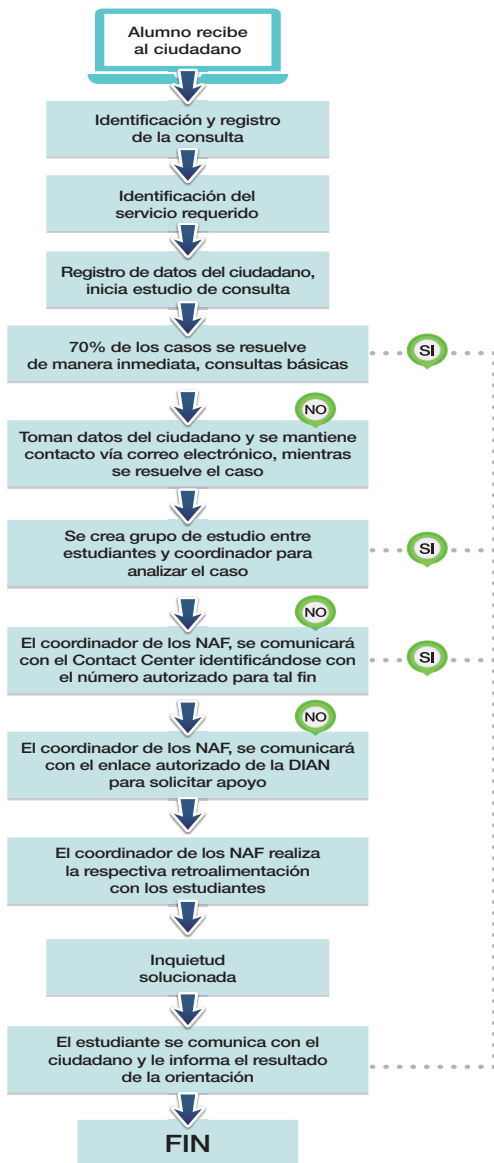 Alumno recibe
al ciudadano
Identificación y registro
de la consulta
Identificación del
servicio requerido
Registro de datos del ciudadano,
inicia estudio de consulta
70% de los casos se resuelve
de manera inmediata, consultas básicas
SI
NO
Toman datos del ciudadano y se mantiene
contacto vía correo electrónico, mientras
se resuelve el caso
Se crea grupo de estudio entre
estudiantes y coordinador para
analizar el caso
SI
NO
El coordinador de los NAF, se comunicará
con el Contact Center identificándose con
el número autorizado para tal fin
SI
NO
El coordinador de los NAF, se comunicará
con el enlace autorizado de la DIAN
para solicitar apoyo
El coordinador de los NAF realiza
la respectiva retroalimentación
con los estudiantes
Inquietud
solucionada
El estudiante se comunica con el
ciudadano y le informa el resultado
de la orientación
FIN